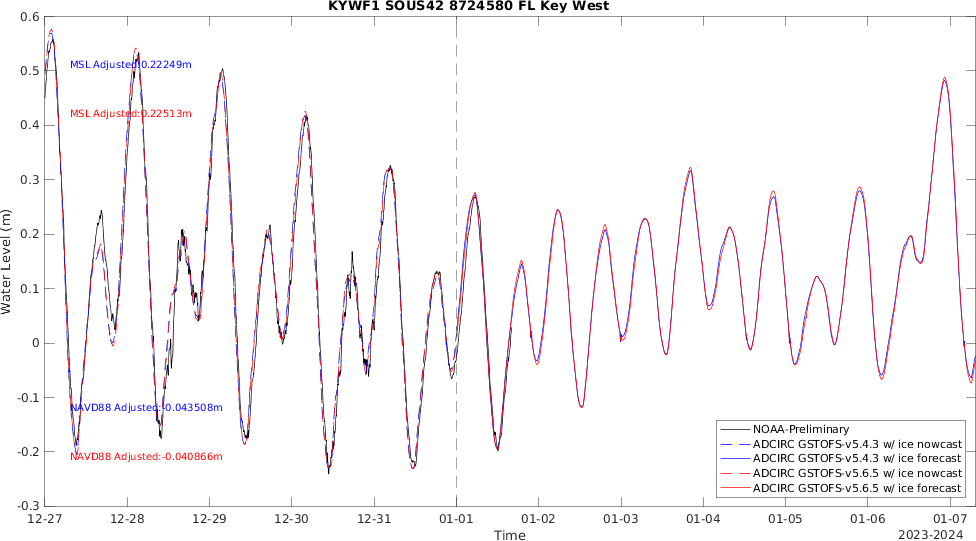 KYWF1 SOUS42 8724580 FL Key West
0.6
0.5
0.4
0.3
0.2
0.1
0
-0.1
-0.2
-0.3
Water Level (m)
MSL Adjusted:0.22249m
MSL Adjusted:0.22513m
NAVD88 Adjusted:-0.043508m
NAVD88 Adjusted:-0.040866m
NOAA-Preliminary
ADCIRC GSTOFS-v5.4.3 w/ ice nowcast
ADCIRC GSTOFS-v5.4.3 w/ ice forecast
ADCIRC GSTOFS-v5.6.5 w/ ice nowcast
ADCIRC GSTOFS-v5.6.5 w/ ice forecast
12-27 12-28 12-29 12-30 12-31 01-01 01-02 01-03 01-04 01-05 01-06 01-07
Time
2023-2024